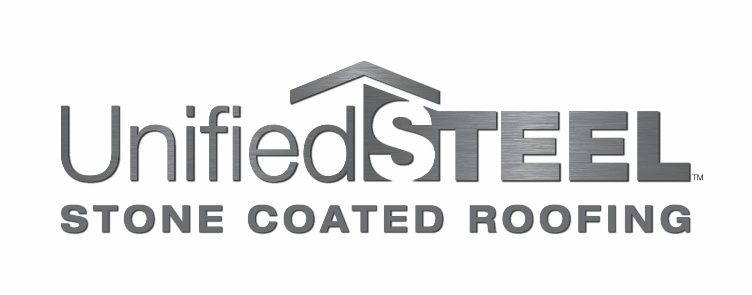 UnifiedSTEEL™
STONE COATED ROOFING